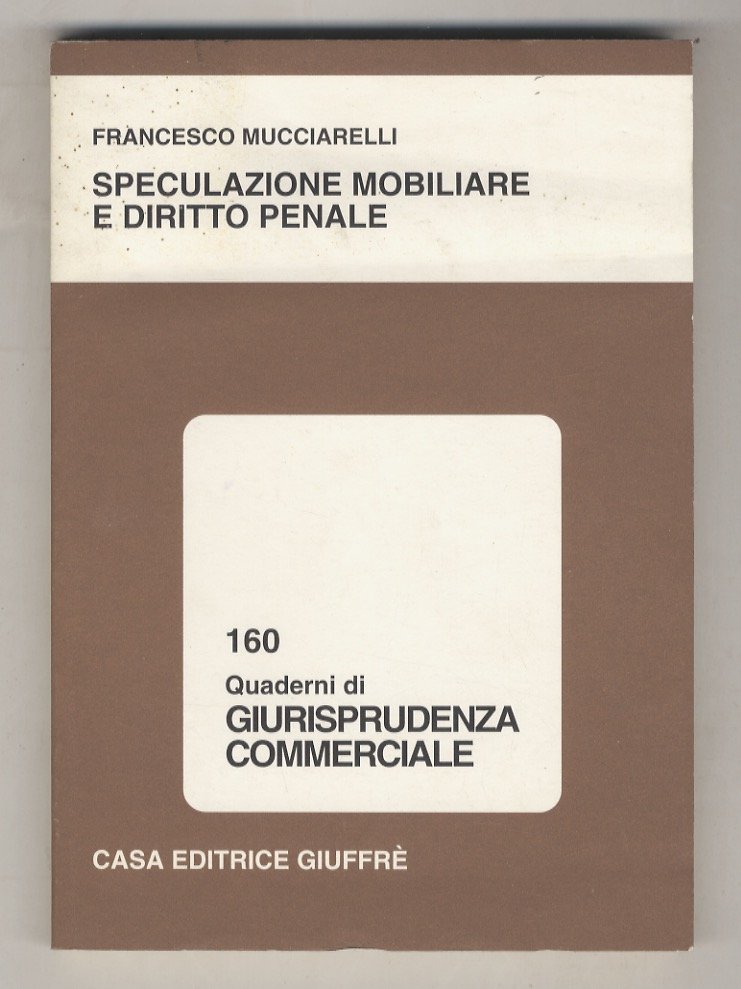 FRANCESCO MUCCIARELLI
SPECULAZIONE MOBILIARE
E DIRITTO PENALE
160
Quaderni di
GIURISPRUDENZA
COMMERCIALE
CASA EDITRICE GIUFFRÈ